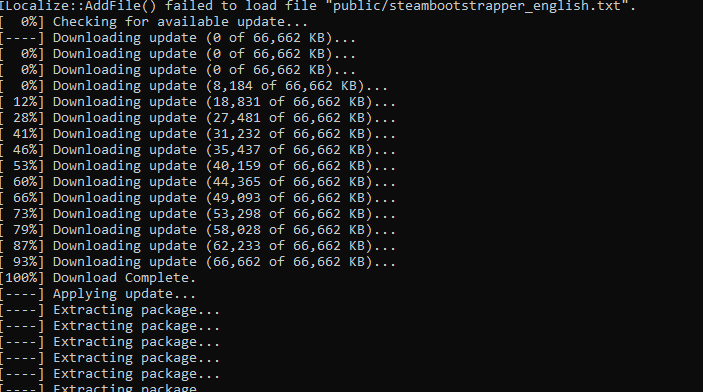 ILocalize::AddFile() failed to load file "public/steambootstrapper_english.txt".
[  0%] Checking for available update...
[----] Downloading update (0 of 66,662 KB)...
[  0%] Downloading update (0 of 66,662 KB)...
[  0%] Downloading update (0 of 66,662 KB)...
[  0%] Downloading update (8,184 of 66,662 KB)...
[ 12%] Downloading update (18,831 of 66,662 KB)...
[ 28%] Downloading update (27,481 of 66,662 KB)...
[ 41%] Downloading update (31,232 of 66,662 KB)...
[ 46%] Downloading update (35,437 of 66,662 KB)...
[ 53%] Downloading update (40,159 of 66,662 KB)...
[ 60%] Downloading update (44,365 of 66,662 KB)...
[ 66%] Downloading update (49,093 of 66,662 KB)...
[ 73%] Downloading update (53,298 of 66,662 KB)...
[ 79%] Downloading update (58,028 of 66,662 KB)...
[ 87%] Downloading update (62,233 of 66,662 KB)...
[ 93%] Downloading update (66,662 of 66,662 KB)...
[100%] Download Complete.
[----] Applying update...
[----] Extracting package...
[----] Extracting package...
[----] Extracting package...
[----] Extracting package...
[----] Extracting package...
[----] Extracting package